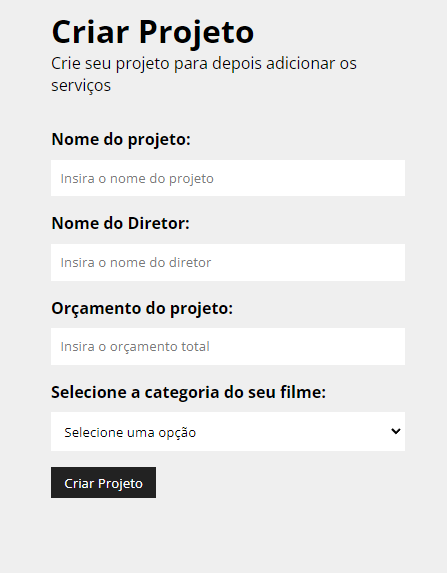 Criar Projeto
Crie seu projeto para depois adicionar os
serviços
Nome do projeto:
Insira o nome do projeto
Nome do Diretor:
Insira o nome do diretor
Orçamento do projeto:
Insira o orçamento total
Selecione a categoria do seu filme:
Selecione uma opção
Criar Projeto